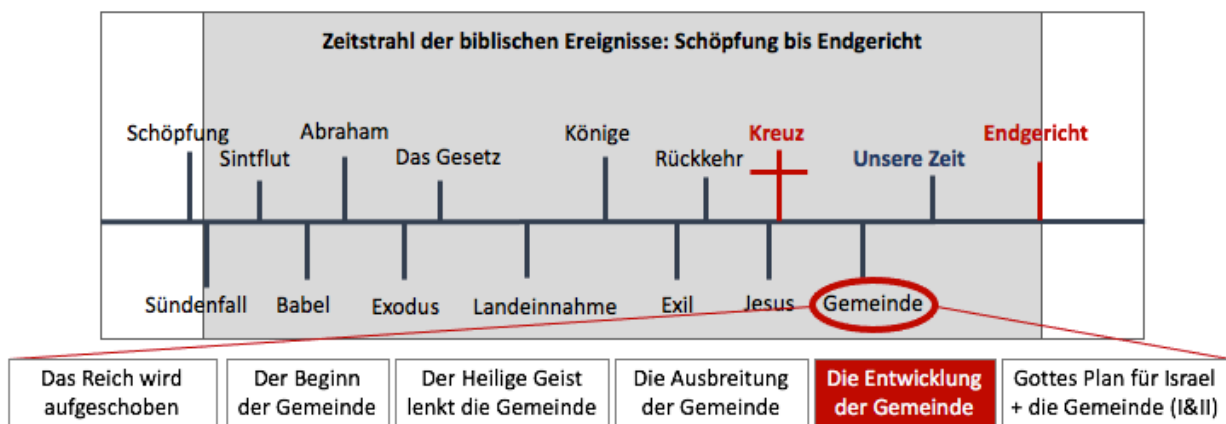 Zeitstrahl der biblischen Ereignisse: Schöpfung bis Endgericht
Schöpfung
Sintflut
Abraham
Das Gesetz
Könige
Rückkehr
Kreuz
Unsere Zeit
Endgericht
Sündenfall
Babel
Exodus
Landeinnahme
Exil
Jesus
Gemeinde
Das Reich wird
aufgeschoben
Der Beginn
der Gemeinde
Der Heilige Geist
lenkt die Gemeinde
Die Ausbreitung
der Gemeinde
Die Entwicklung
der Gemeinde
Gottes Plan für Israel
+ die Gemeinde (I&II)